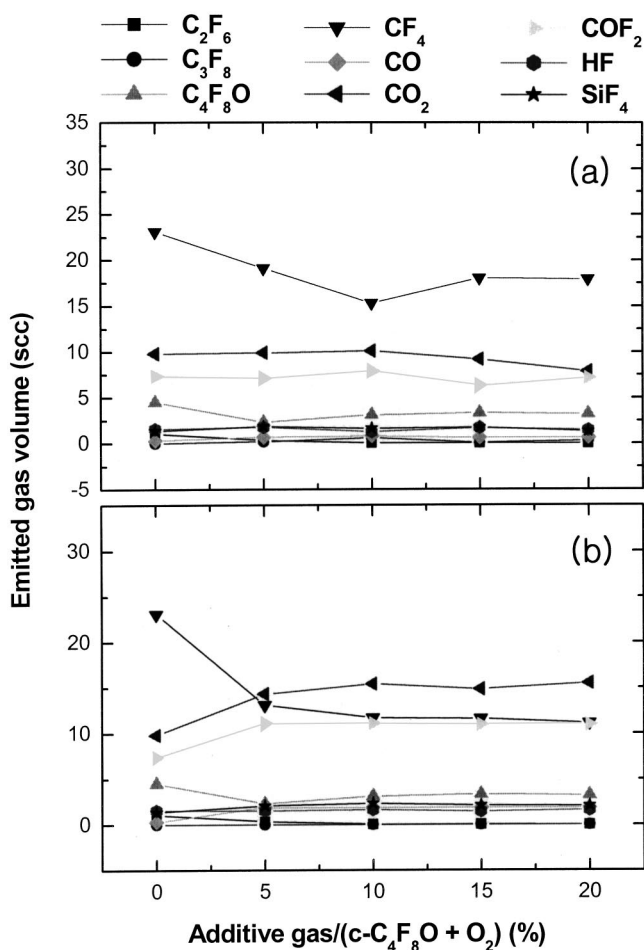 C₂F₆ CF₄ COF₂
C₃F₈ CO HF
C₄F₈O CO₂ SiF₄
35
30
25
20
15
10
5
0
-5
(a)
30
20
10
0
(b)
0 5 10 15 20
Emitted gas volume (scc)
Additive gas/(c-C₄F₈O + O₂) (%)